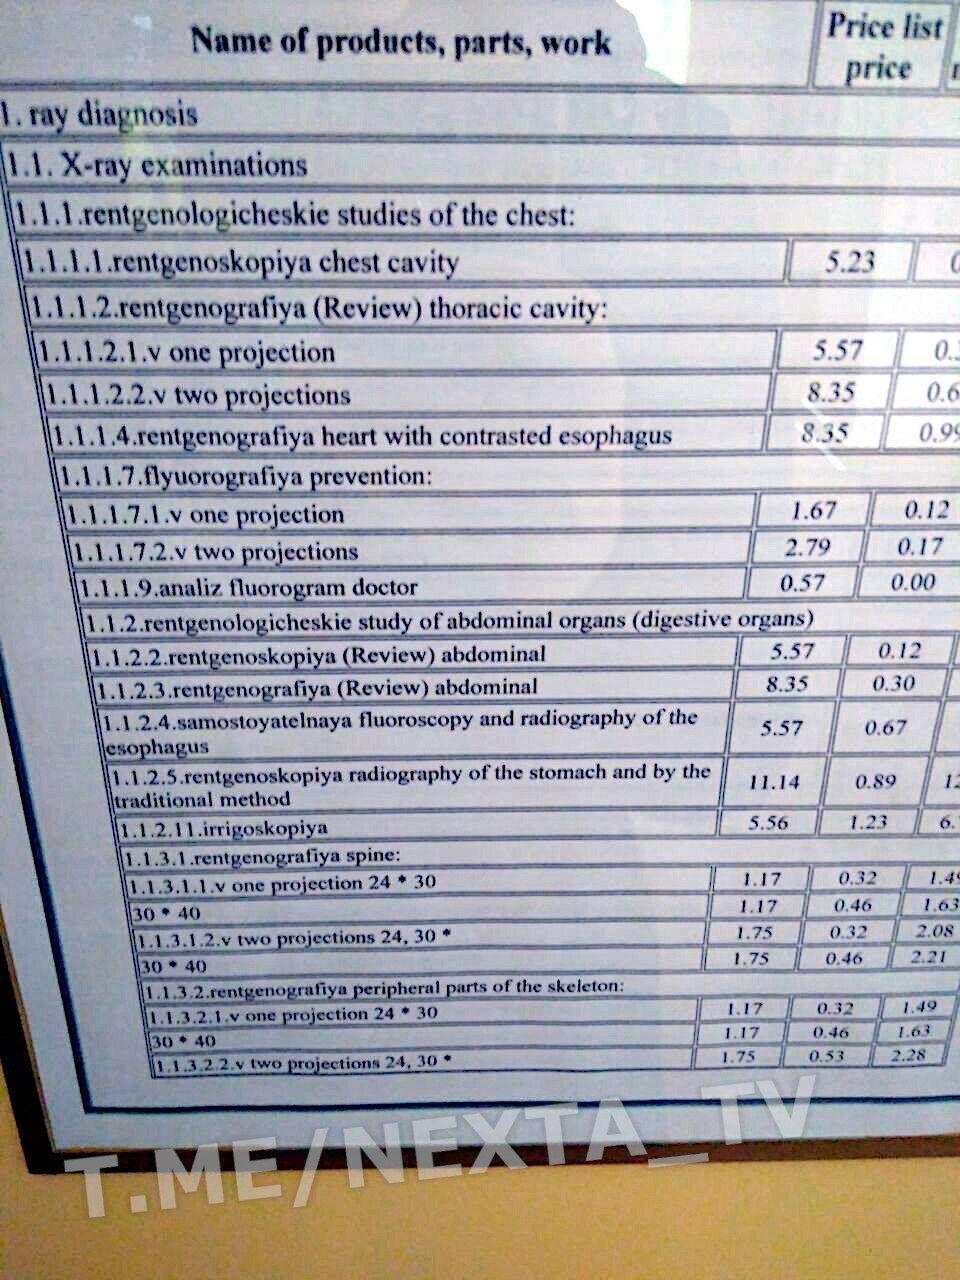 Name of products, parts, work Price list
price
1. ray diagnosis
1.1. X-ray examinations
1.1.1.rentgenologicheskie studies of the chest:
1.1.1.1.rentgenoskopiya chest cavity 5.23
1.1.1.2.rentgenografiya (Review) thoracic cavity:
1.1.1.2.1.v one projection 5.57
1.1.1.2.2.v two projections 8.35 0.6
1.1.1.4.rentgenografiya heart with contrasted esophagus 8.35 0.99
1.1.1.7.flyuorografiya prevention:
1.1.1.7.1.v one projection 1.67 0.12
1.1.1.7.2.v two projections 2.79 0.17
1.1.1.9.analiz fluorogram doctor 0.57 0.00
1.1.2.rentgenologicheskie study of abdominal organs (digestive organs)
1.1.2.2.rentgenoskopiya (Review) abdominal 5.57 0.12
1.1.2.3.rentgenografiya (Review) abdominal 8.35 0.30
1.1.2.4.samostoyatelnaya fluoroscopy and radiography of the
esophagus 5.57 0.67
1.1.2.5.rentgenoskopiya radiography of the stomach and by the
traditional method 11.14 0.89 12
1.1.2.11.irrigoskopiya 5.56 1.23 6.
1.1.3.1.rentgenografiya spine:
1.1.3.1.1.v one projection 24 * 30 1.17 0.32 1.49
30 * 40 1.17 0.46 1.63
1.1.3.1.2.v two projections 24, 30 * 1.75 0.32 2.08
30 * 40 1.75 0.46 2.21
1.1.3.2.rentgenografiya peripheral parts of the skeleton:
1.1.3.2.1.v one projection 24 * 30 1.17 0.32 1.49
30 * 40 1.17 0.46 1.63
1.1.3.2.2.v two projections 24, 30 * 1.75 0.53 2.28
T.ME/NEXTA_TV